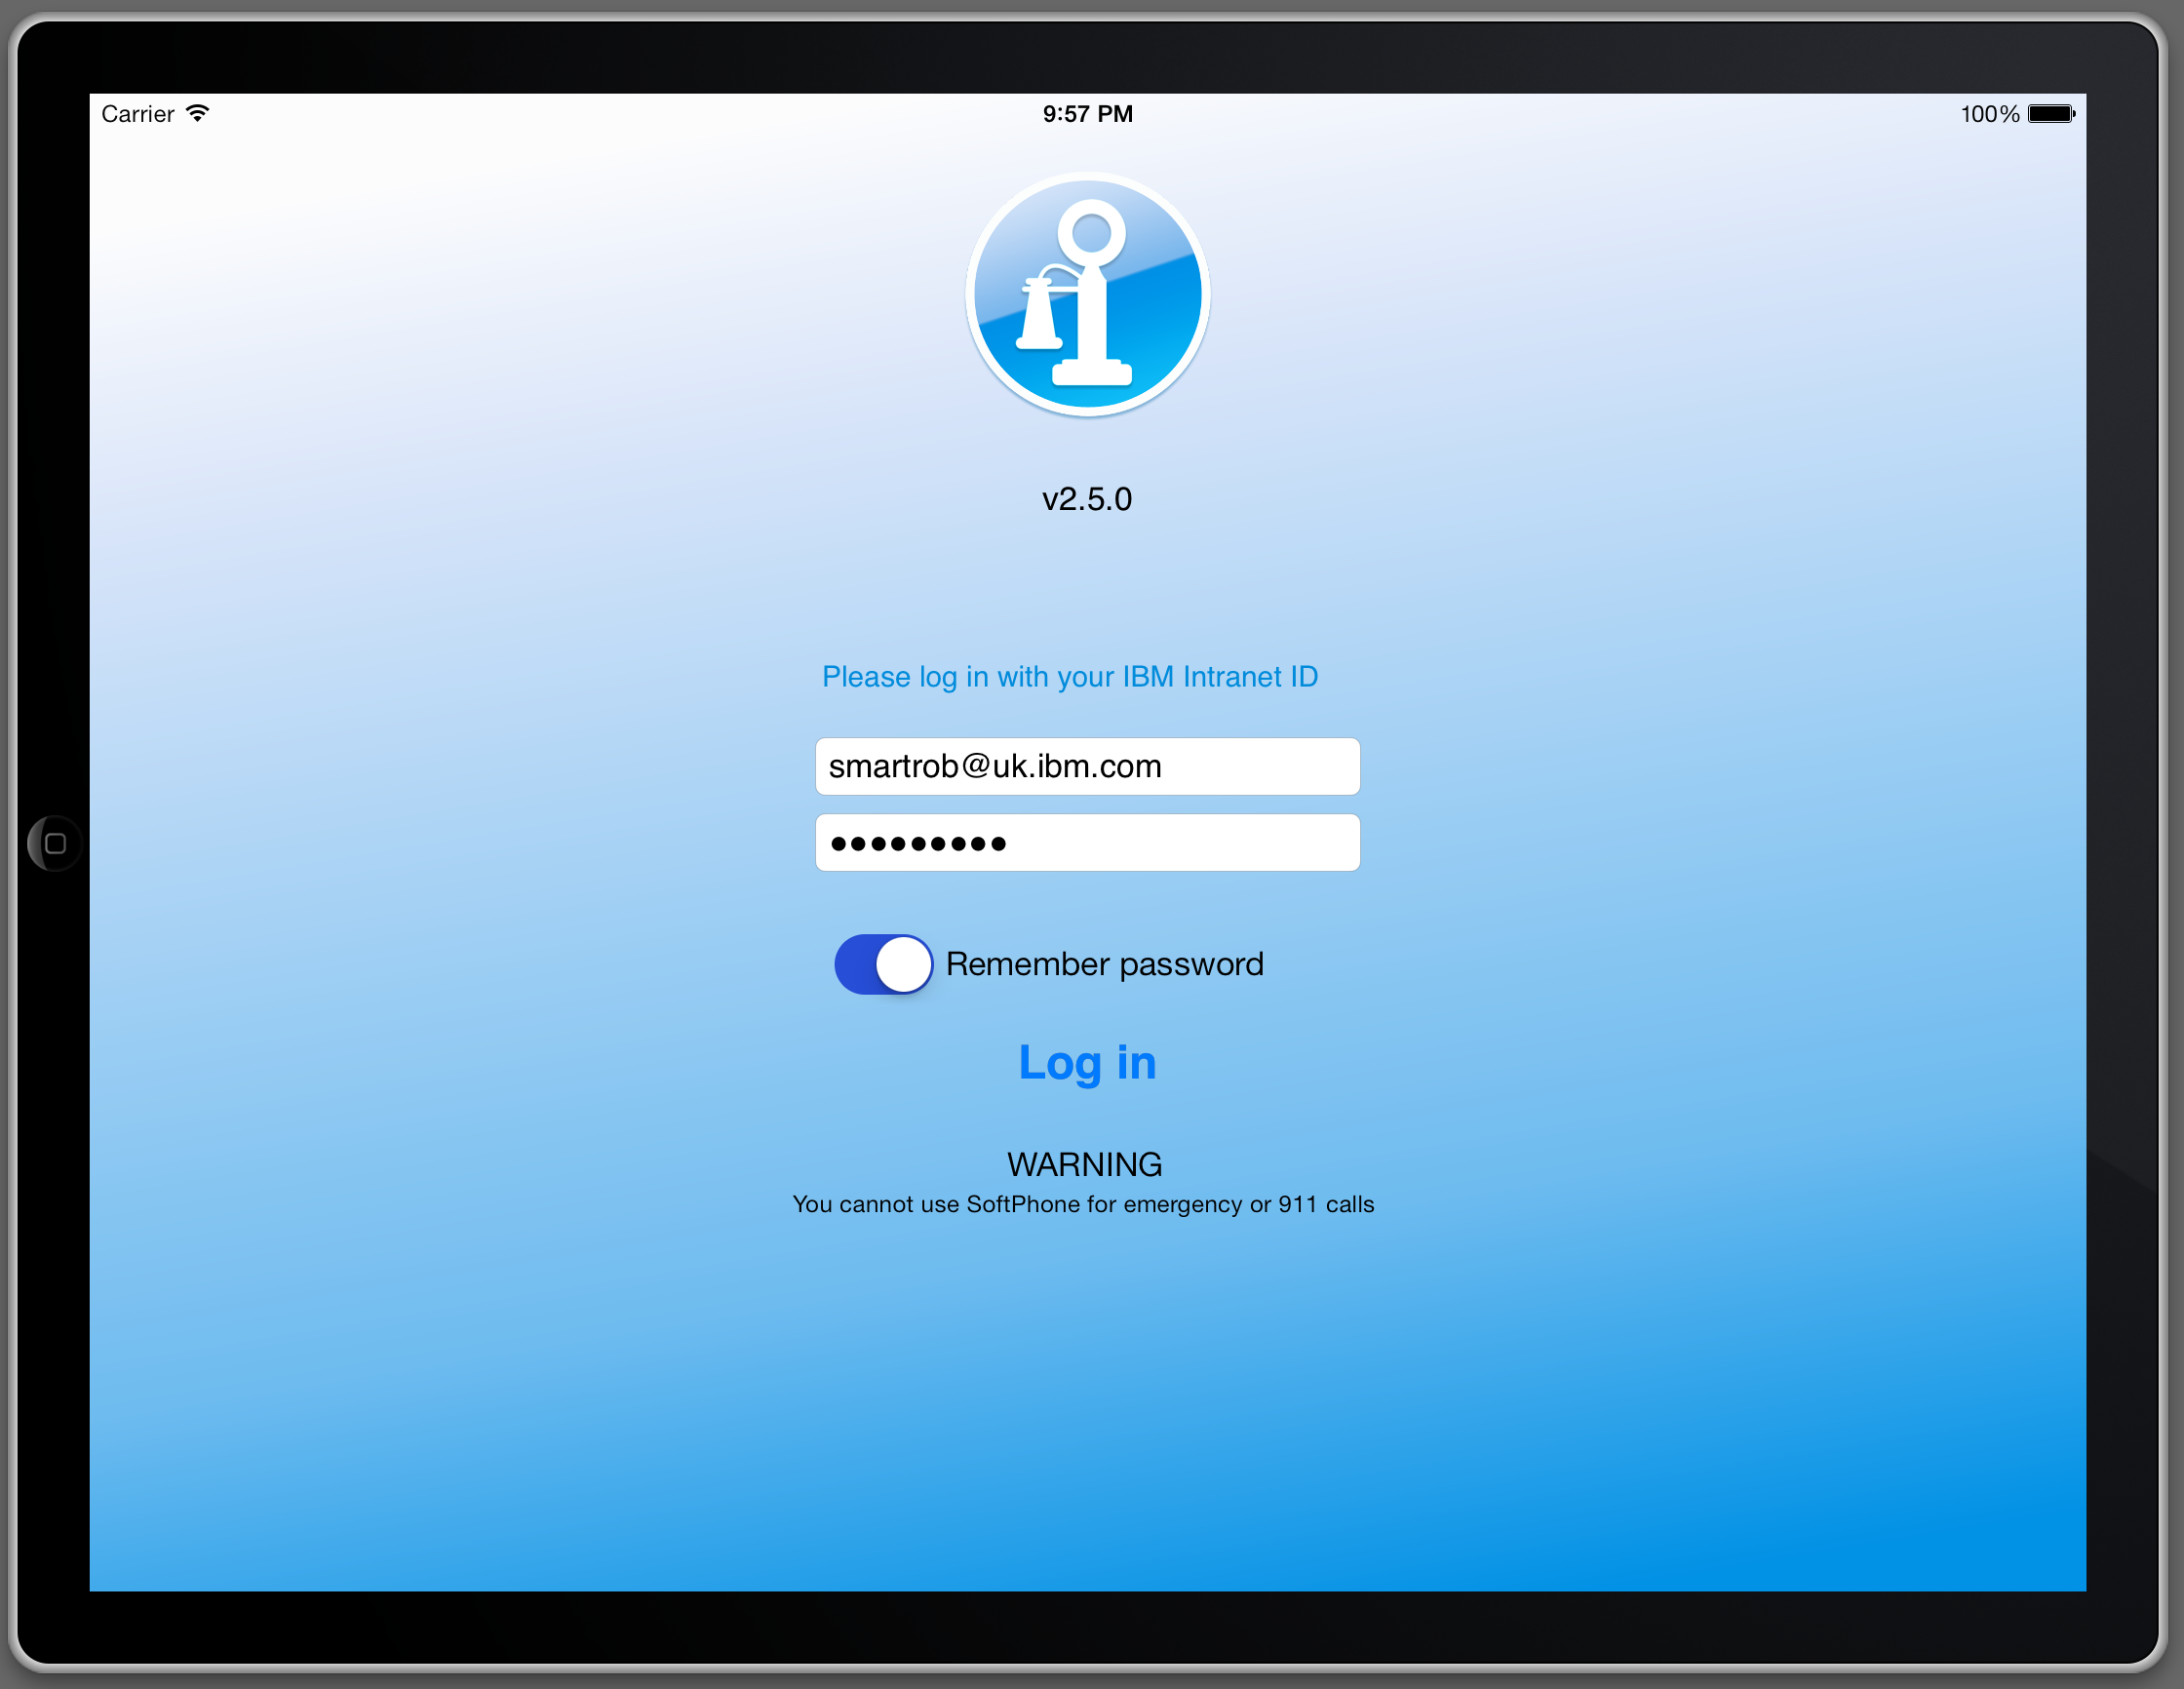 Carrier 9:57 PM 100%
v2.5.0
Please log in with your IBM Intranet ID
smartrob@uk.ibm.com
•••••••••
Remember password
Log in
WARNING
You cannot use SoftPhone for emergency or 911 calls